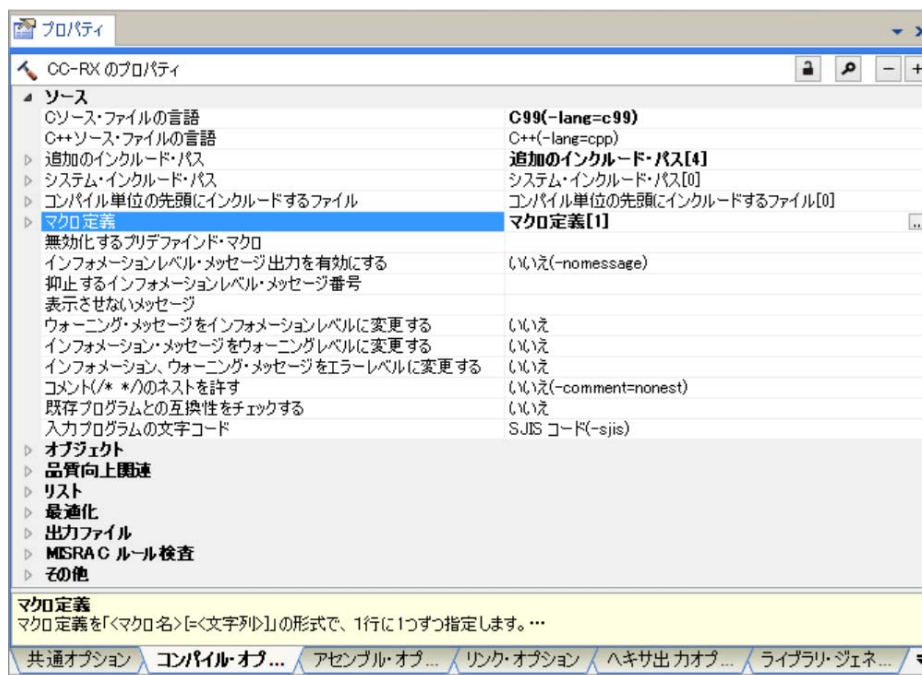 プロパティ
CC-RX のプロパティ
ソース
Cソース・ファイルの言語 C99(-lang=c99)
C++ソース・ファイルの言語 C++(-lang=cpp)
追加のインクルード・パス 追加のインクルード・パス[4]
システム・インクルード・パス システム・インクルード・パス[0]
コンパイル単位の先頭にインクルードするファイル コンパイル単位の先頭にインクルードするファイル[0]
マクロ定義 マクロ定義[1] ...
無効化するプリデファインド・マクロ
インフォメーションレベル・メッセージ出力を有効にする いいえ(-nomessage)
抑止するインフォメーションレベル・メッセージ番号
表示させないメッセージ
ウォーニング・メッセージをインフォメーションレベルに変更する いいえ
インフォメーション・メッセージをウォーニングレベルに変更する いいえ
インフォメーション、ウォーニング・メッセージをエラーレベルに変更する いいえ
コメント(/* */)のネストを許す いいえ(-comment=nonest)
既存プログラムとの互換性をチェックする いいえ
入力プログラムの文字コード SJIS コード(-sjis)
オブジェクト
品質向上関連
リスト
最適化
出力ファイル
MISRA C ルール検査
その他
マクロ定義
マクロ定義を「<マクロ名>[=<文字列>]」の形式で、1行に1つずつ指定します。…
共通オプション コンパイル・オプ... アセンブル・オプ... リンク・オプション ヘキサ出力オプ... ライブラリ・ジェネ...